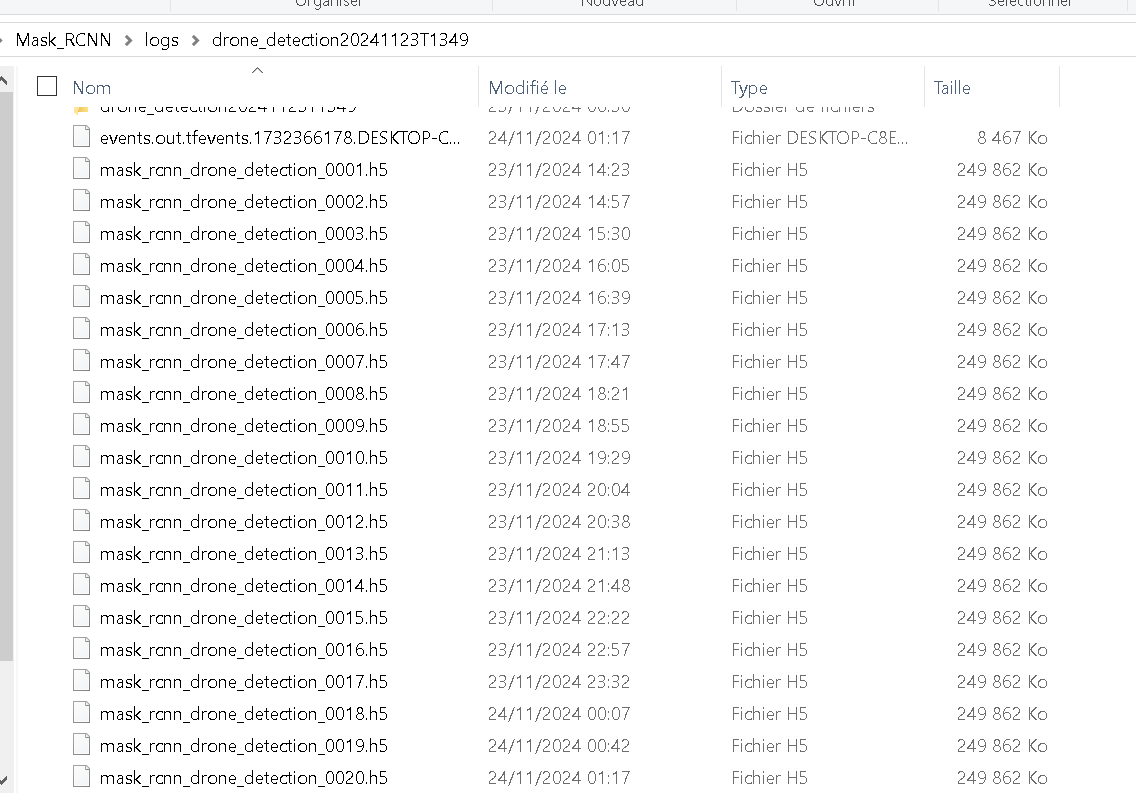 Organiser Nouveau Ouvrir Sélectionner
Mask_RCNN > logs > drone_detection20241123T1349
Nom Modifié le Type Taille
drone_detection20241123T1349 Dossier de fichiers
events.out.tfevents.1732366178.DESKTOP-C... 24/11/2024 01:17 Fichier DESKTOP-C8E... 8 467 Ko
mask_rcnn_drone_detection_0001.h5 23/11/2024 14:23 Fichier H5 249 862 Ko
mask_rcnn_drone_detection_0002.h5 23/11/2024 14:57 Fichier H5 249 862 Ko
mask_rcnn_drone_detection_0003.h5 23/11/2024 15:30 Fichier H5 249 862 Ko
mask_rcnn_drone_detection_0004.h5 23/11/2024 16:05 Fichier H5 249 862 Ko
mask_rcnn_drone_detection_0005.h5 23/11/2024 16:39 Fichier H5 249 862 Ko
mask_rcnn_drone_detection_0006.h5 23/11/2024 17:13 Fichier H5 249 862 Ko
mask_rcnn_drone_detection_0007.h5 23/11/2024 17:47 Fichier H5 249 862 Ko
mask_rcnn_drone_detection_0008.h5 23/11/2024 18:21 Fichier H5 249 862 Ko
mask_rcnn_drone_detection_0009.h5 23/11/2024 18:55 Fichier H5 249 862 Ko
mask_rcnn_drone_detection_0010.h5 23/11/2024 19:29 Fichier H5 249 862 Ko
mask_rcnn_drone_detection_0011.h5 23/11/2024 20:04 Fichier H5 249 862 Ko
mask_rcnn_drone_detection_0012.h5 23/11/2024 20:38 Fichier H5 249 862 Ko
mask_rcnn_drone_detection_0013.h5 23/11/2024 21:13 Fichier H5 249 862 Ko
mask_rcnn_drone_detection_0014.h5 23/11/2024 21:48 Fichier H5 249 862 Ko
mask_rcnn_drone_detection_0015.h5 23/11/2024 22:22 Fichier H5 249 862 Ko
mask_rcnn_drone_detection_0016.h5 23/11/2024 22:57 Fichier H5 249 862 Ko
mask_rcnn_drone_detection_0017.h5 23/11/2024 23:32 Fichier H5 249 862 Ko
mask_rcnn_drone_detection_0018.h5 24/11/2024 00:07 Fichier H5 249 862 Ko
mask_rcnn_drone_detection_0019.h5 24/11/2024 00:42 Fichier H5 249 862 Ko
mask_rcnn_drone_detection_0020.h5 24/11/2024 01:17 Fichier H5 249 862 Ko